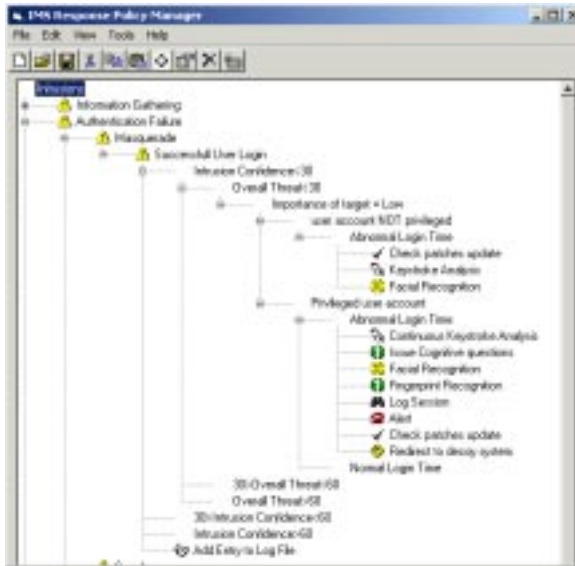 IMS Response Policy Manager
File Edit View Tools Help
Intrusions
Information Gathering
Authentication Failure
Masquerade
Successfull User Login
Intrusion Confidence<30
Overall Threat<30
Importance of target = Low
user account NOT privileged
Abnormal Login Time
Check patches update
Keystroke Analysis
Facial Recognition
Privileged user account
Abnormal Login Time
Continuous Keystroke Analysis
Issue Cognitive questions
Facial Recognition
Fingerprint Recognition
Log Session
Alert
Check patches update
Redirect to decoy system
Normal Login Time
30<Overall Threat<60
Overall Threat>60
30<Intrusion Confidence<60
Intrusion Confidence>60
Add Entry to Log File